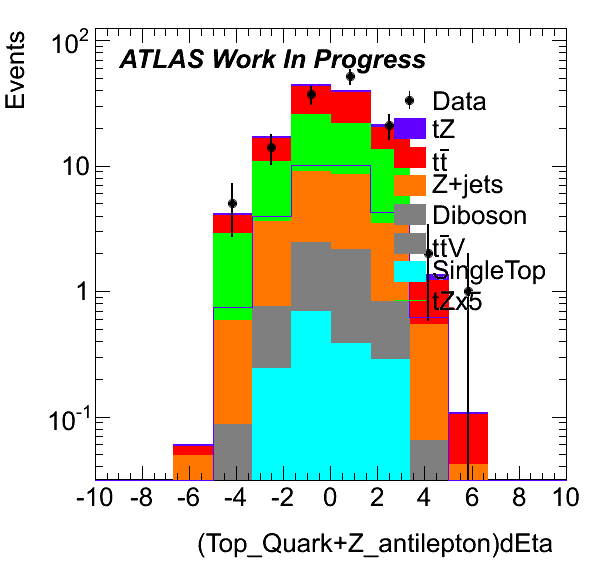 Events
10²
10
1
10⁻¹
ATLAS Work In Progress
Data
tZ
tt̄
Z+jets
Diboson
tt̄V
SingleTop
tZx5
-10 -8 -6 -4 -2 0 2 4 6 8 10
(Top_Quark+Z_antilepton)dEta